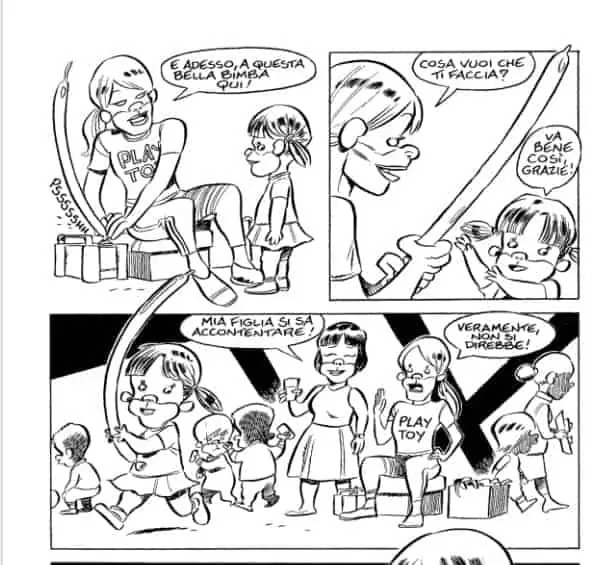 E ADESSO, A QUESTA
BELLA BIMBA
QUI!
PLAY
TOY
PSSSSSHH
COSA VUOI CHE
TI FACCIA?
VA
BENE
COSÌ,
GRAZIE!
MIA FIGLIA SI SA
ACCONTENTARE!
VERAMENTE,
NON SI
DIREBBE!
PLAY
TOY